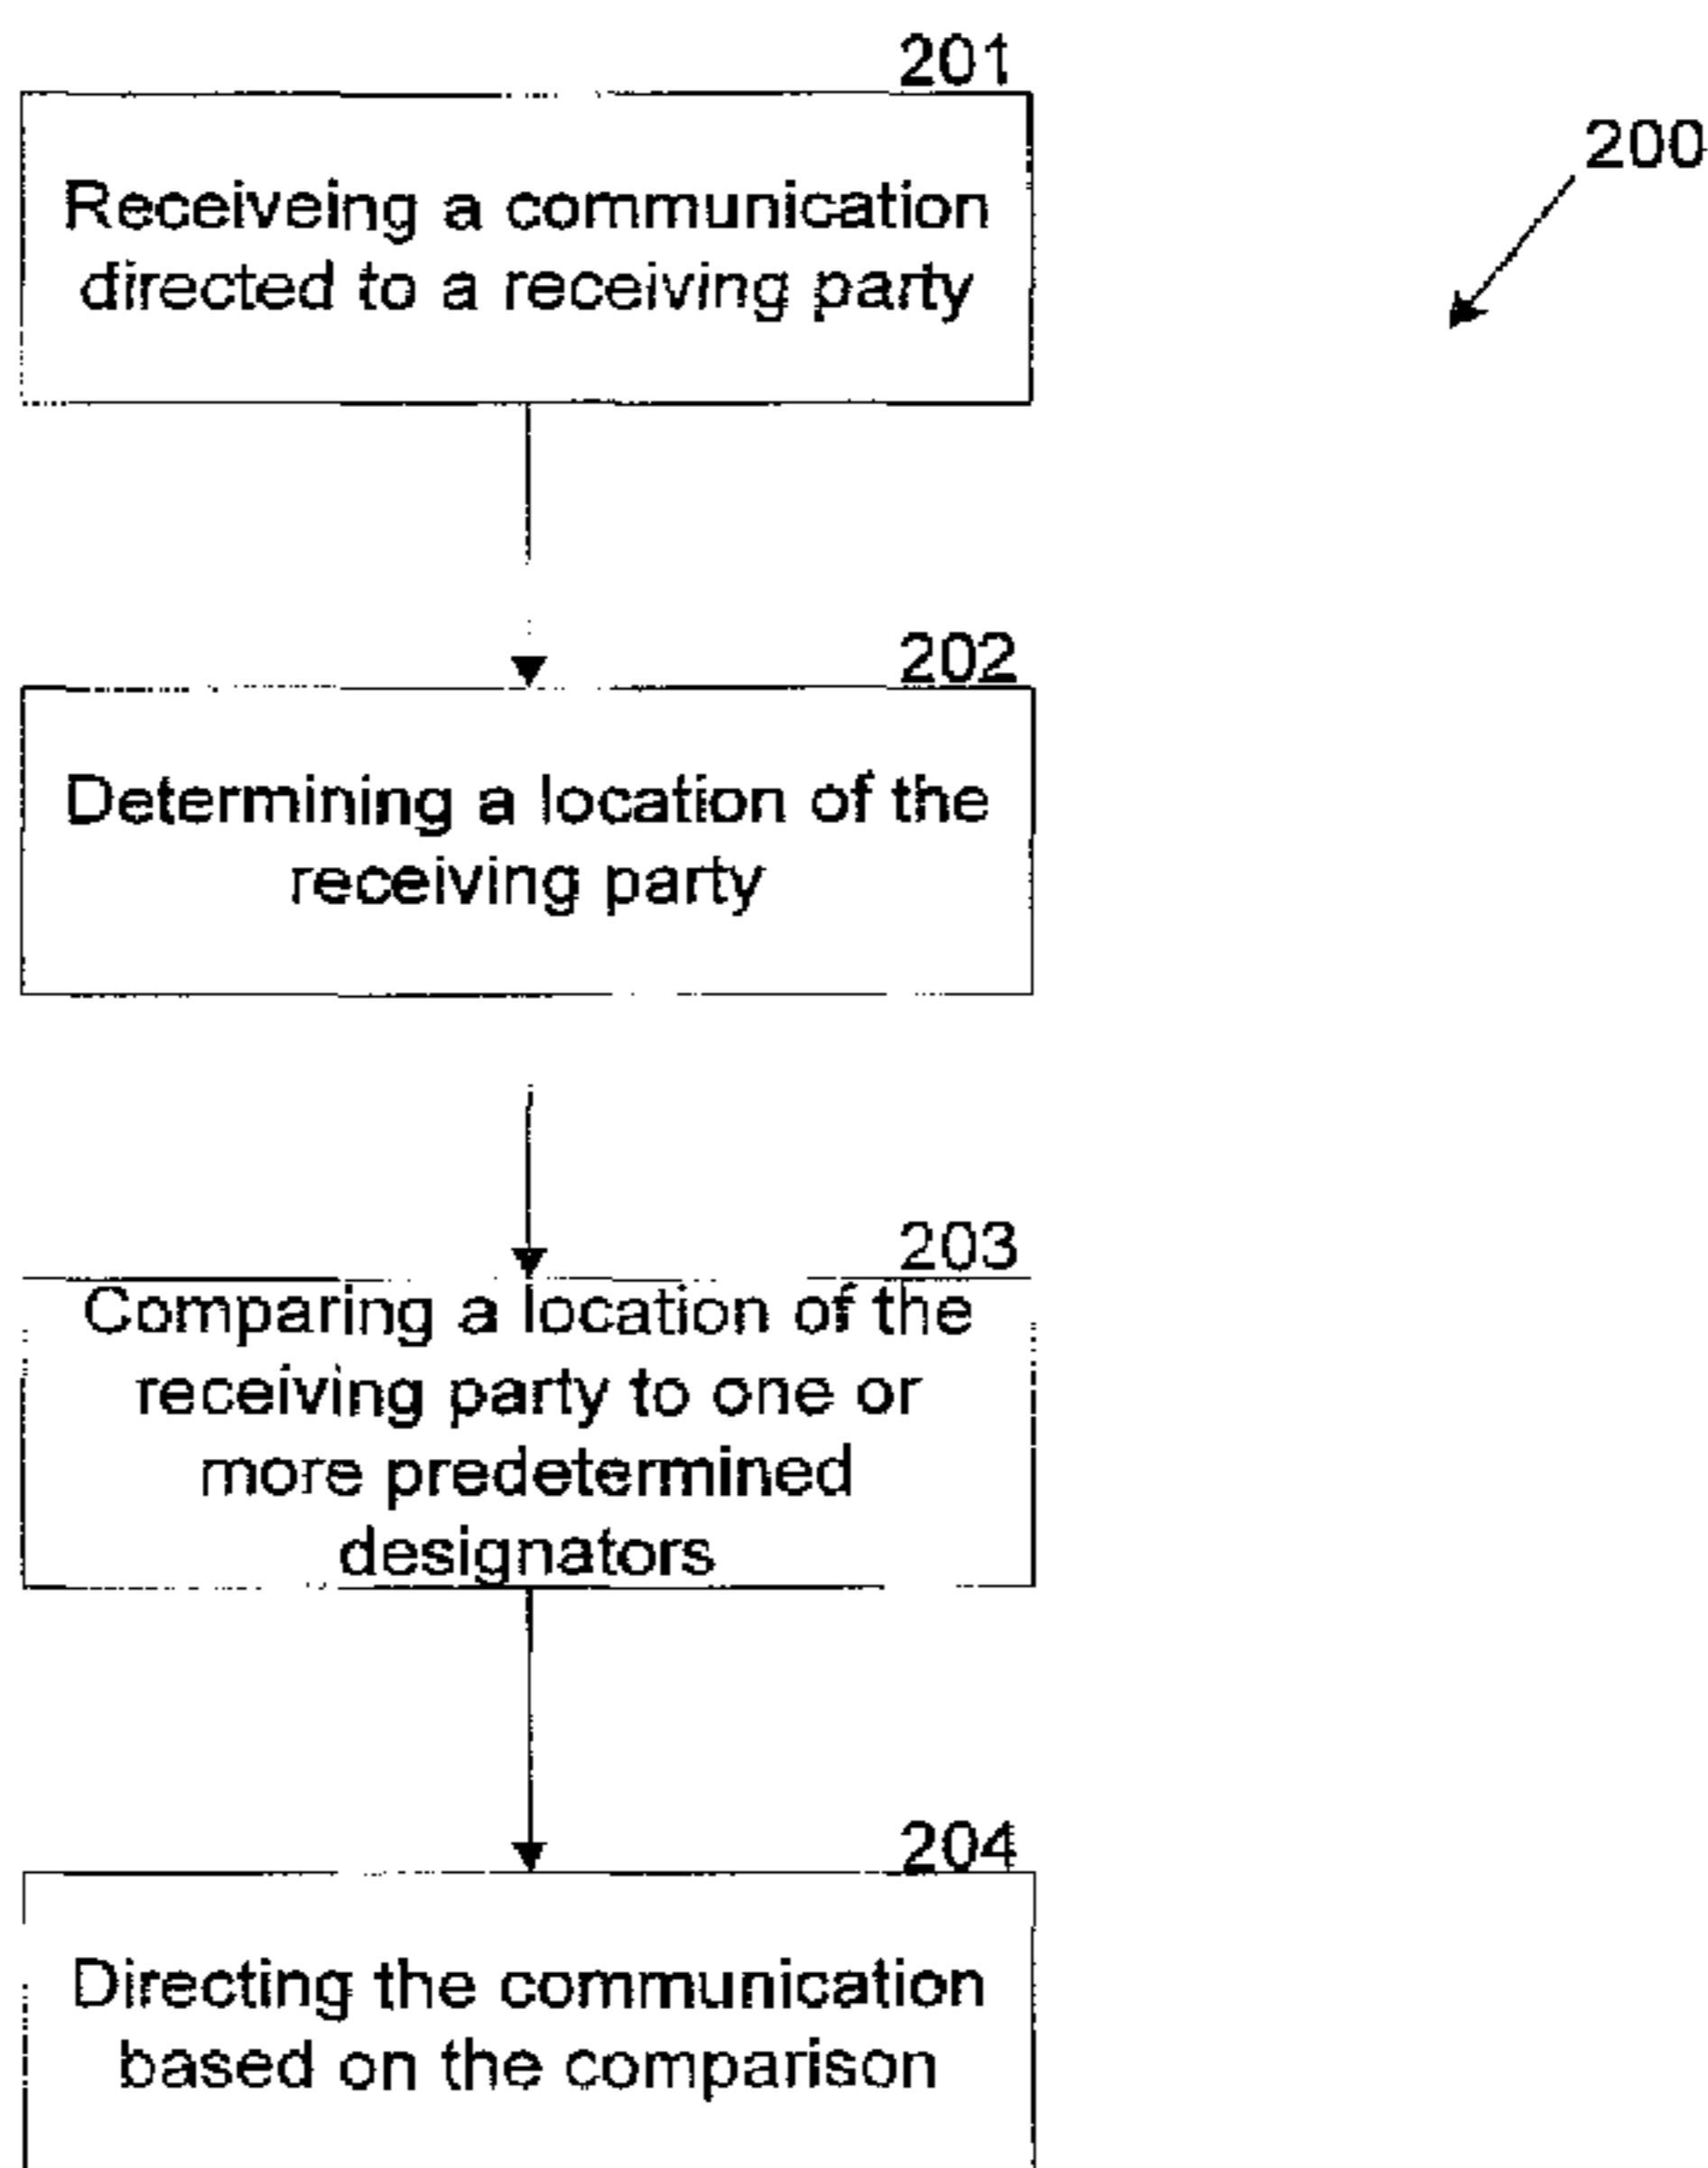 201
200
Receiveing a communication
directed to a receiving party
202
Determining a location of the
receiving party
203
Comparing a location of the
receiving party to one or
more predetermined
designators
204
Directing the communication
based on the comparison